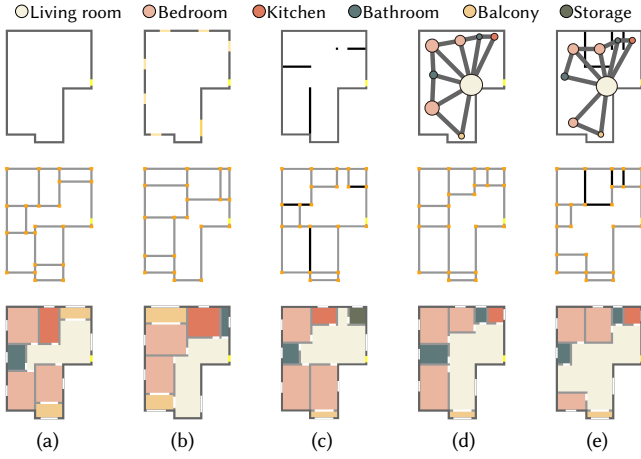 Living room Bedroom Kitchen Bathroom Balcony Storage
(a) (b) (c) (d) (e)